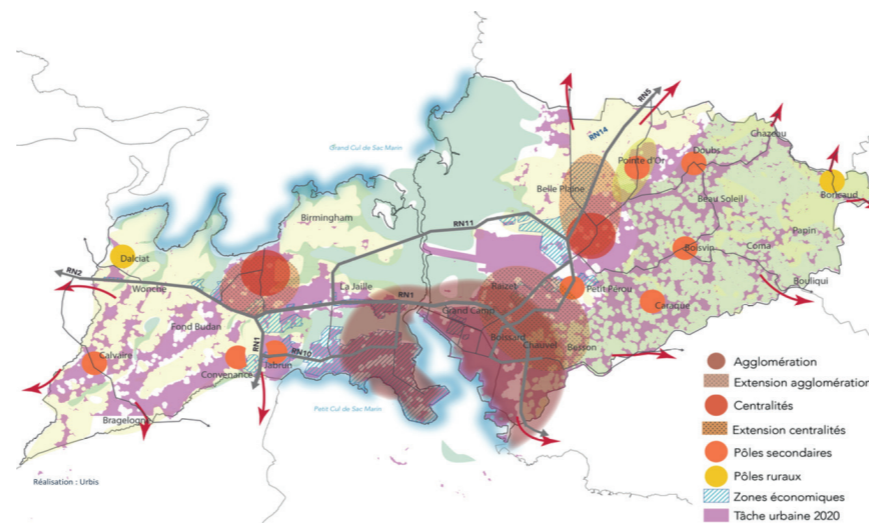 RN5
RN14
Grand Cul de Sac Marin
Chazeau
Doubs
Pointe d'Or
Belle Plaine
Boricaud
Beau Soleil
Birmingham
Papin
RN11
Boisvin
Coma
Dalciat
RN2
Wonche
La Jaille
Raizet
Petit Pérou
Bouliqui
RN1
Grand Camp
Caraque
Fond Budan
Boissard
Chauvel
Besson
RN1
RN10
Calvaire
Convenance
Jabrun
Bragelogne
Petit Cul de Sac Marin
Réalisation : Urbis
Agglomération
Extension agglomération
Centralités
Extension centralités
Pôles secondaires
Pôles ruraux
Zones économiques
Tâche urbaine 2020